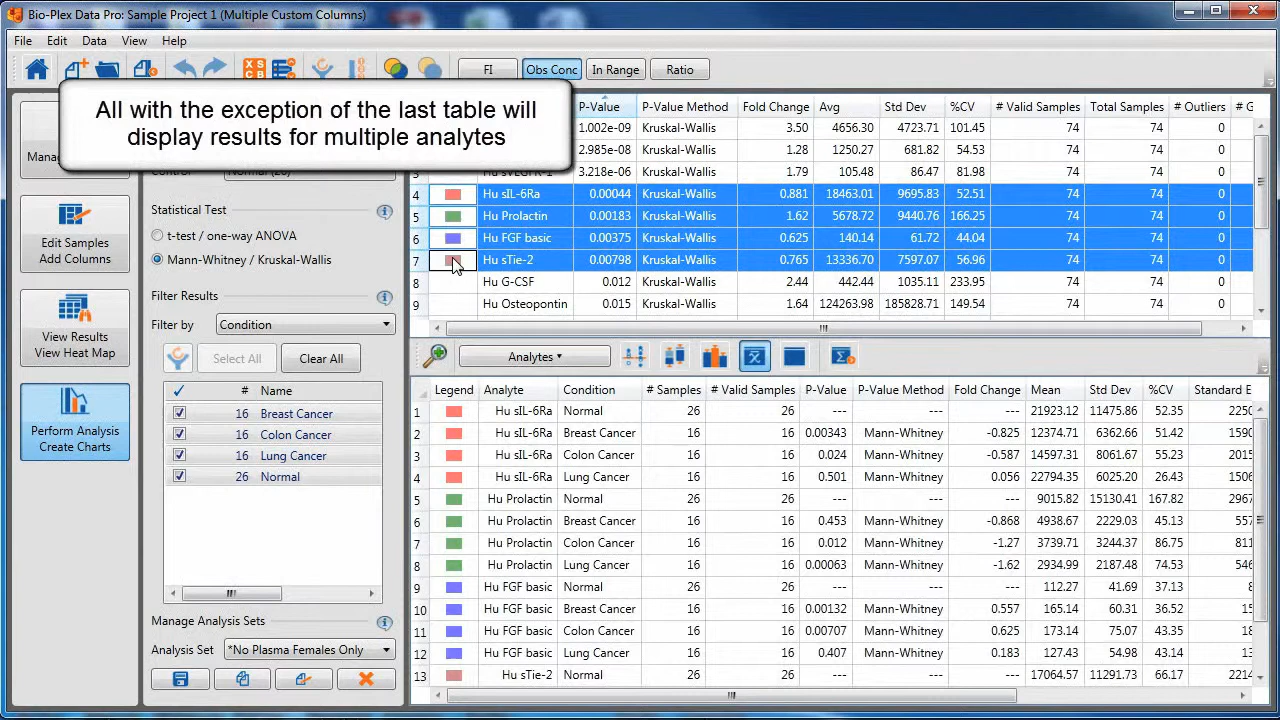 Bio-Plex Data Pro: Sample Project 1 (Multiple Custom Columns)
File Edit Data View Help
FI Obs Conc In Range Ratio
All with the exception of the last table will
display results for multiple analytes
Statistical Test
t-test / one-way ANOVA
Mann-Whitney / Kruskal-Wallis
Filter Results
Filter by Condition
Select All Clear All
# Name
16 Breast Cancer
16 Colon Cancer
16 Lung Cancer
26 Normal
Manage Analysis Sets
Analysis Set *No Plasma Females Only
Edit Samples
Add Columns
View Results
View Heat Map
Perform Analysis
Create Charts
P-Value P-Value Method Fold Change Avg Std Dev %CV # Valid Samples Total Samples # Outliers # G
1.002e-09 Kruskal-Wallis 3.50 4656.30 4723.71 101.45 74 74 0
2.985e-08 Kruskal-Wallis 1.28 1250.27 681.82 54.53 74 74 0
3 Hu sVEGFR-1 3.218e-06 Kruskal-Wallis 1.79 105.48 86.47 81.98 74 74 0
4 Hu sIL-6Ra 0.00044 Kruskal-Wallis 0.881 18463.01 9695.83 52.51 74 74 0
5 Hu Prolactin 0.00183 Kruskal-Wallis 1.62 5678.72 9440.76 166.25 74 74 0
6 Hu FGF basic 0.00375 Kruskal-Wallis 0.625 140.14 61.72 44.04 74 74 0
7 Hu sTie-2 0.00798 Kruskal-Wallis 0.765 13336.70 7597.07 56.96 74 74 0
8 Hu G-CSF 0.012 Kruskal-Wallis 2.44 442.44 1035.11 233.95 74 74 0
9 Hu Osteopontin 0.015 Kruskal-Wallis 1.64 124263.98 185828.71 149.54 74 74 0
Analytes
Legend Analyte Condition # Samples # Valid Samples P-Value P-Value Method Fold Change Mean Std Dev %CV Standard E
1 Hu sIL-6Ra Normal 26 26 --- --- --- 21923.12 11475.86 52.35 2250
2 Hu sIL-6Ra Breast Cancer 16 16 0.00343 Mann-Whitney -0.825 12374.71 6362.66 51.42 1590
3 Hu sIL-6Ra Colon Cancer 16 16 0.024 Mann-Whitney -0.587 14597.31 8061.67 55.23 2015
4 Hu sIL-6Ra Lung Cancer 16 16 0.501 Mann-Whitney 0.056 22794.35 6025.20 26.43 1506
5 Hu Prolactin Normal 26 26 --- --- --- 9015.82 15130.41 167.82 2967
6 Hu Prolactin Breast Cancer 16 16 0.453 Mann-Whitney -0.868 4938.67 2229.03 45.13 557
7 Hu Prolactin Colon Cancer 16 16 0.012 Mann-Whitney -1.27 3739.71 3244.37 86.75 811
8 Hu Prolactin Lung Cancer 16 16 0.00063 Mann-Whitney -1.62 2934.99 2187.48 74.53 546
9 Hu FGF basic Normal 26 26 --- --- --- 112.27 41.69 37.13 8
10 Hu FGF basic Breast Cancer 16 16 0.00132 Mann-Whitney 0.557 165.14 60.31 36.52 1
11 Hu FGF basic Colon Cancer 16 16 0.00707 Mann-Whitney 0.625 173.14 75.07 43.35 18
12 Hu FGF basic Lung Cancer 16 16 0.407 Mann-Whitney 0.183 127.43 54.98 43.14 1
13 Hu sTie-2 Normal 26 26 --- --- --- 17064.57 11291.73 66.17 2214